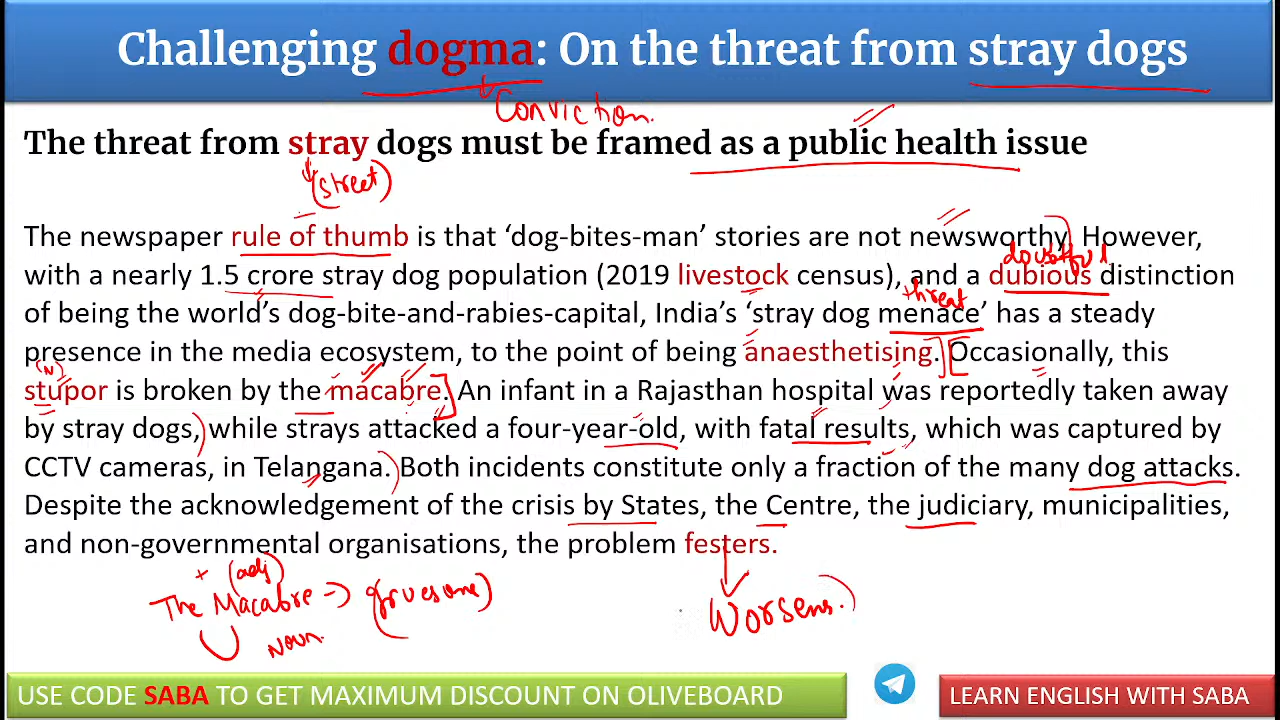 Challenging dogma: On the threat from stray dogs
Conviction.
The threat from stray dogs must be framed as a public health issue
(street)
The newspaper rule of thumb is that ‘dog-bites-man’ stories are not newsworthy. However,
doubtful
with a nearly 1.5 crore stray dog population (2019 livestock census), and a dubious distinction
threat
of being the world’s dog-bite-and-rabies-capital, India’s ‘stray dog menace’ has a steady
presence in the media ecosystem, to the point of being anaesthetising. Occasionally, this
(N)
stupor is broken by the macabre. An infant in a Rajasthan hospital was reportedly taken away
by stray dogs, while strays attacked a four-year-old, with fatal results, which was captured by
CCTV cameras, in Telangana. Both incidents constitute only a fraction of the many dog attacks.
Despite the acknowledgement of the crisis by States, the Centre, the judiciary, municipalities,
and non-governmental organisations, the problem festers.
+ (adj)
The Macabre → (gruesome)
Noun.
Worsens.)
USE CODE SABA TO GET MAXIMUM DISCOUNT ON OLIVEBOARD
LEARN ENGLISH WITH SABA